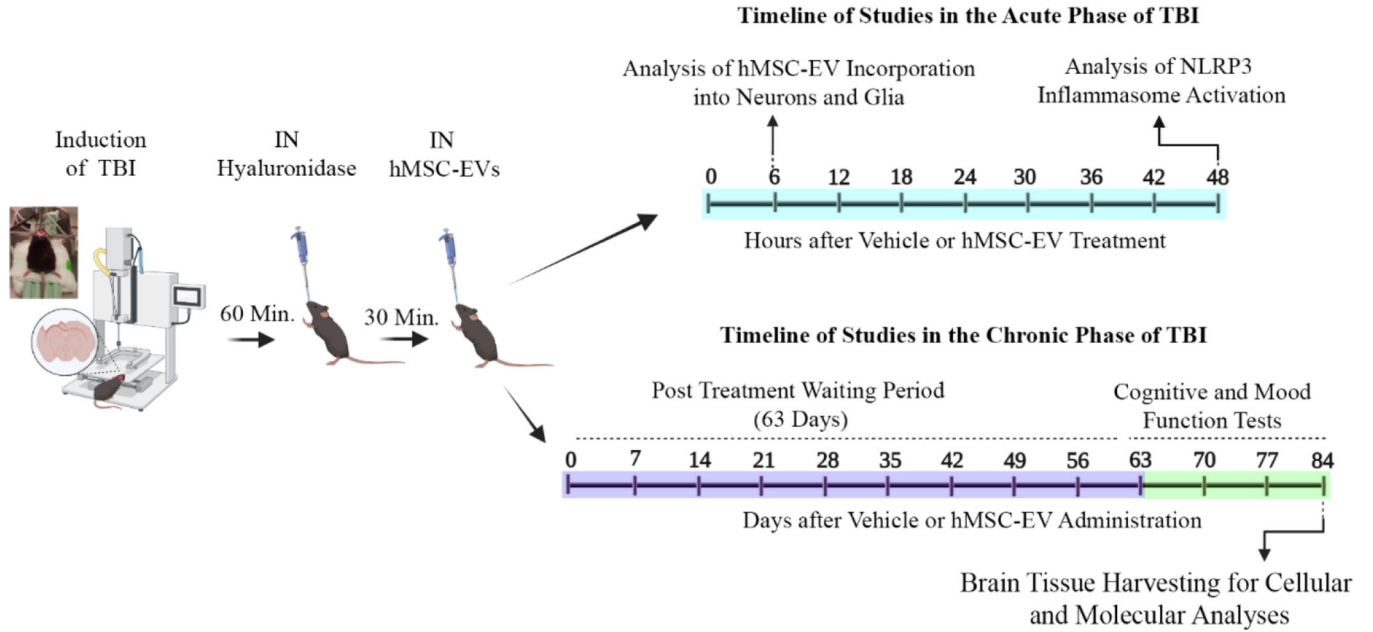 Timeline of Studies in the Acute Phase of TBI
Analysis of hMSC-EV Incorporation
into Neurons and Glia
Analysis of NLRP3
Inflammasome Activation
Induction
of TBI
IN
Hyaluronidase
IN
hMSC-EVs
0 6 12 18 24 30 36 42 48
Hours after Vehicle or hMSC-EV Treatment
60 Min.
30 Min.
Timeline of Studies in the Chronic Phase of TBI
Post Treatment Waiting Period
(63 Days)
Cognitive and Mood
Function Tests
0 7 14 21 28 35 42 49 56 63 70 77 84
Days after Vehicle or hMSC-EV Administration
Brain Tissue Harvesting for Cellular
and Molecular Analyses